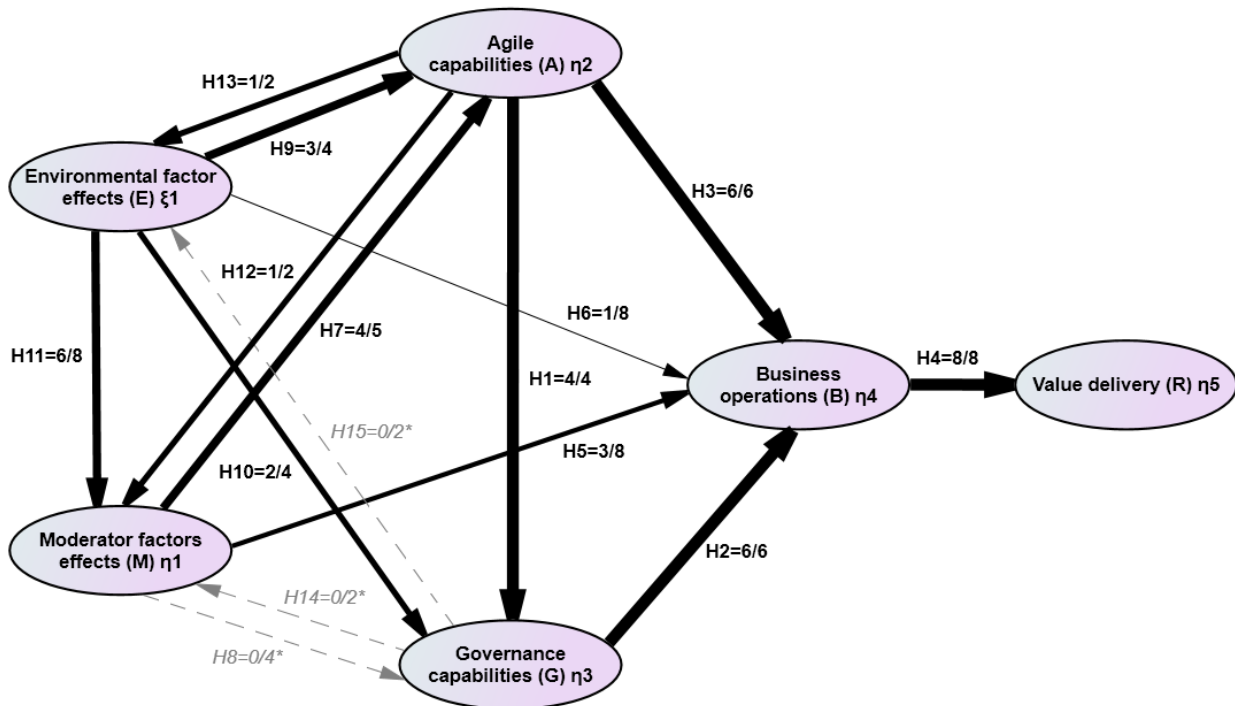 Agile
capabilities (A) η2
H13=1/2
H9=3/4
Environmental factor
effects (E) ξ1
H3=6/6
H12=1/2
H6=1/8
H7=4/5
H11=6/8
H1=4/4
Business
operations (B) η4
H4=8/8
Value delivery (R) η5
H15=0/2*
H5=3/8
H10=2/4
Moderator factors
effects (M) η1
H2=6/6
H14=0/2*
H8=0/4*
Governance
capabilities (G) η3